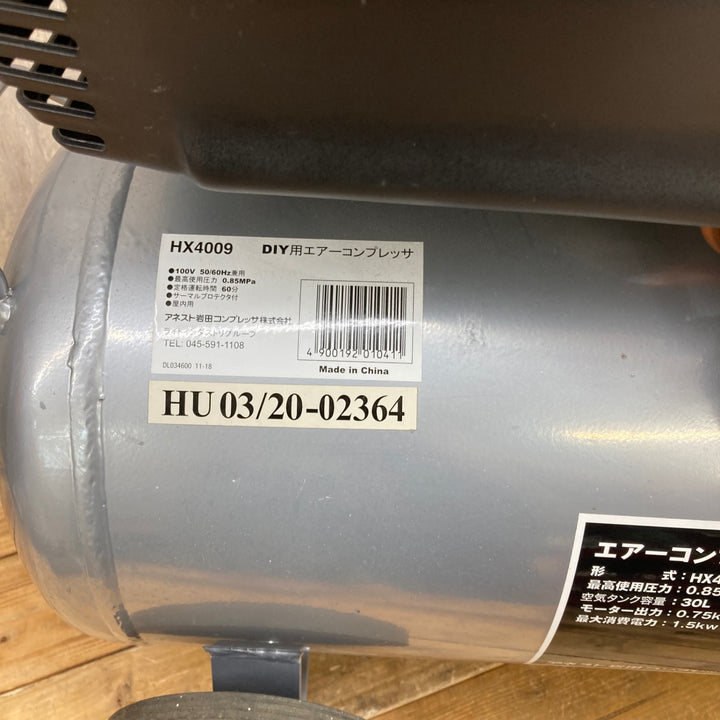 HX4009 DIY用エアーコンプレッサ
●100V 50/60Hz兼用
●最高使用圧力 0.85MPa
●定格運転時間 60分
●サーマルプロテクタ付
●屋内用
アネスト岩田コンプレッサ株式会社
TEL: 045-591-1108
DL034600 11-18
4 900192 010411
Made in China
HU 03/20-02364
エアーコン
形 式：HX4
最高使用圧力：0.85
空気タンク容量：30L
モーター出力：0.75k
最大消費電力：1.5kw